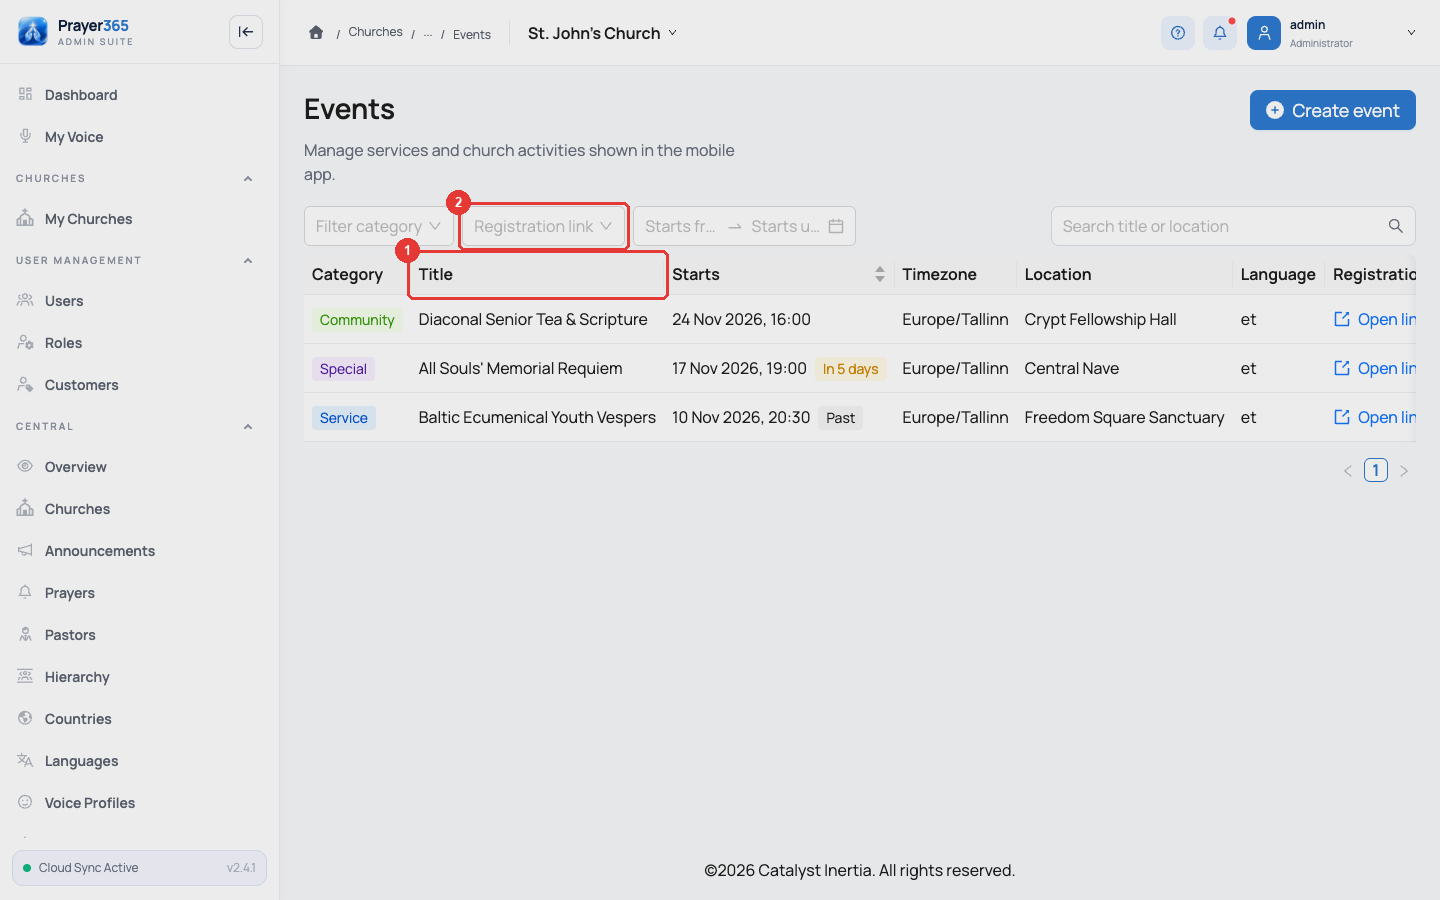 Prayer365
ADMIN SUITE
/ Churches / ... / Events
St. John's Church
admin
Administrator
Dashboard
My Voice
CHURCHES
My Churches
USER MANAGEMENT
Users
Roles
Customers
CENTRAL
Overview
Churches
Announcements
Prayers
Pastors
Hierarchy
Countries
Languages
Voice Profiles
Cloud Sync Active v2.4.1
Events
Create event
Manage services and church activities shown in the mobile
app.
2
Filter category Registration link Starts fr... → Starts u... Search title or location
1
Category Title Starts Timezone Location Language Registratio
Community Diaconal Senior Tea & Scripture 24 Nov 2026, 16:00 Europe/Tallinn Crypt Fellowship Hall et Open lin
Special All Souls' Memorial Requiem 17 Nov 2026, 19:00 In 5 days Europe/Tallinn Central Nave et Open lin
Service Baltic Ecumenical Youth Vespers 10 Nov 2026, 20:30 Past Europe/Tallinn Freedom Square Sanctuary et Open lin
< 1 >
©2026 Catalyst Inertia. All rights reserved.